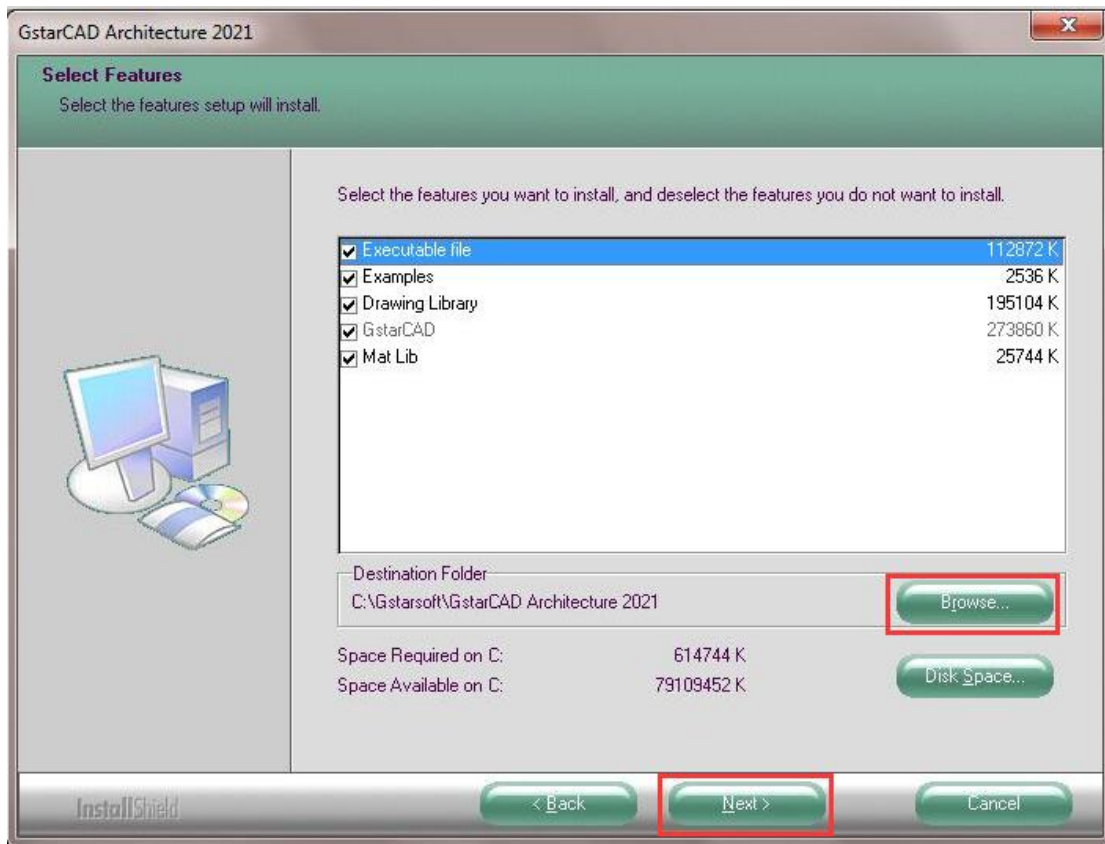 GstarCAD Architecture 2021
Select Features
Select the features setup will install.
Select the features you want to install, and deselect the features you do not want to install.
Executable file 112872 K
Examples 2536 K
Drawing Library 195104 K
GstarCAD 273860 K
Mat Lib 25744 K
Destination Folder
C:\Gstarsoft\GstarCAD Architecture 2021
Browse...
Space Required on C: 614744 K
Space Available on C: 79109452 K
Disk Space...
InstallShield
< Back
Next >
Cancel